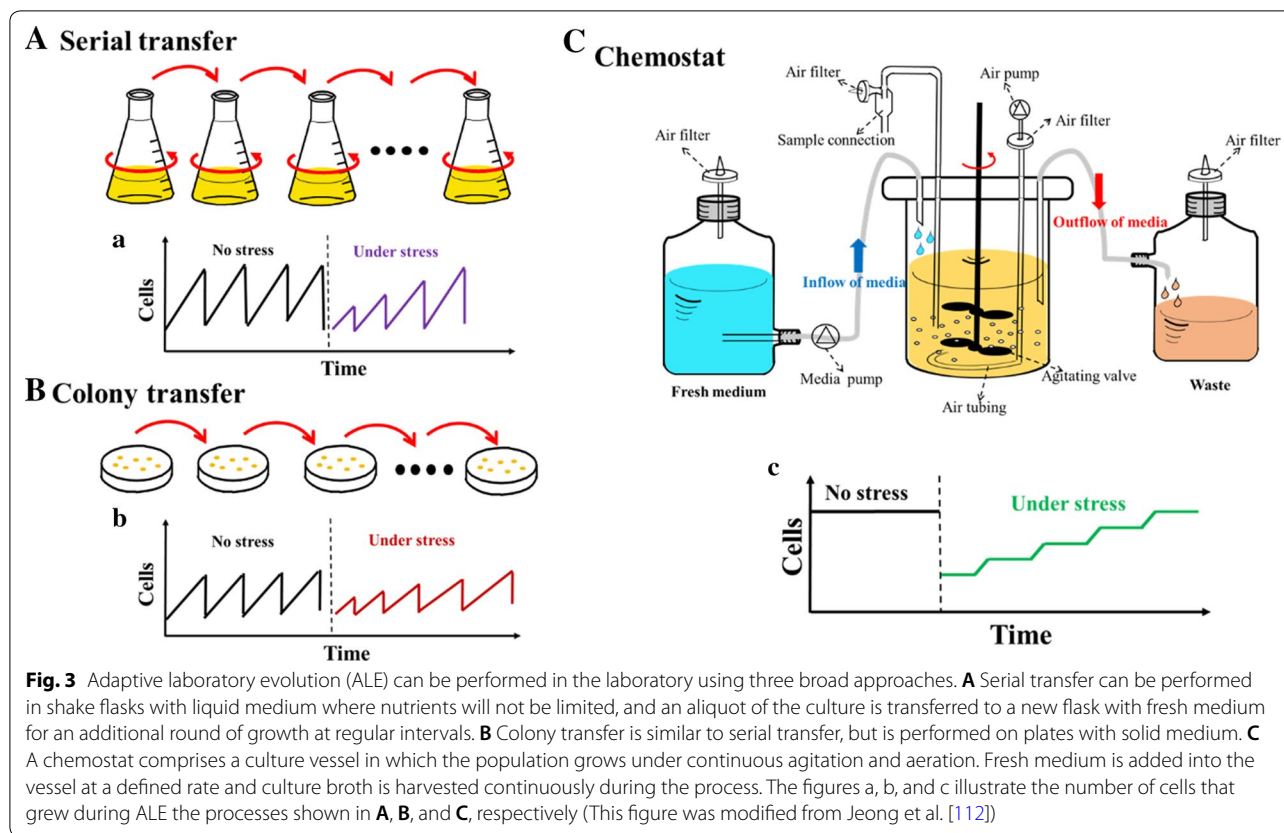 A Serial transfer
a
No stress
Under stress
Cells
Time
B Colony transfer
b
No stress
Under stress
Cells
Time
C
Chemostat
Air filter
Air pump
Air filter
Sample connection
Air filter
Air filter
Outflow of media
Inflow of media
Fresh medium
Media pump
Agitating valve
Air tubing
Waste
c
No stress
Under stress
Cells
Time
Fig. 3 Adaptive laboratory evolution (ALE) can be performed in the laboratory using three broad approaches. A Serial transfer can be performed
in shake flasks with liquid medium where nutrients will not be limited, and an aliquot of the culture is transferred to a new flask with fresh medium
for an additional round of growth at regular intervals. B Colony transfer is similar to serial transfer, but is performed on plates with solid medium. C
A chemostat comprises a culture vessel in which the population grows under continuous agitation and aeration. Fresh medium is added into the
vessel at a defined rate and culture broth is harvested continuously during the process. The figures a, b, and c illustrate the number of cells that
grew during ALE the processes shown in A, B, and C, respectively (This figure was modified from Jeong et al. [112])